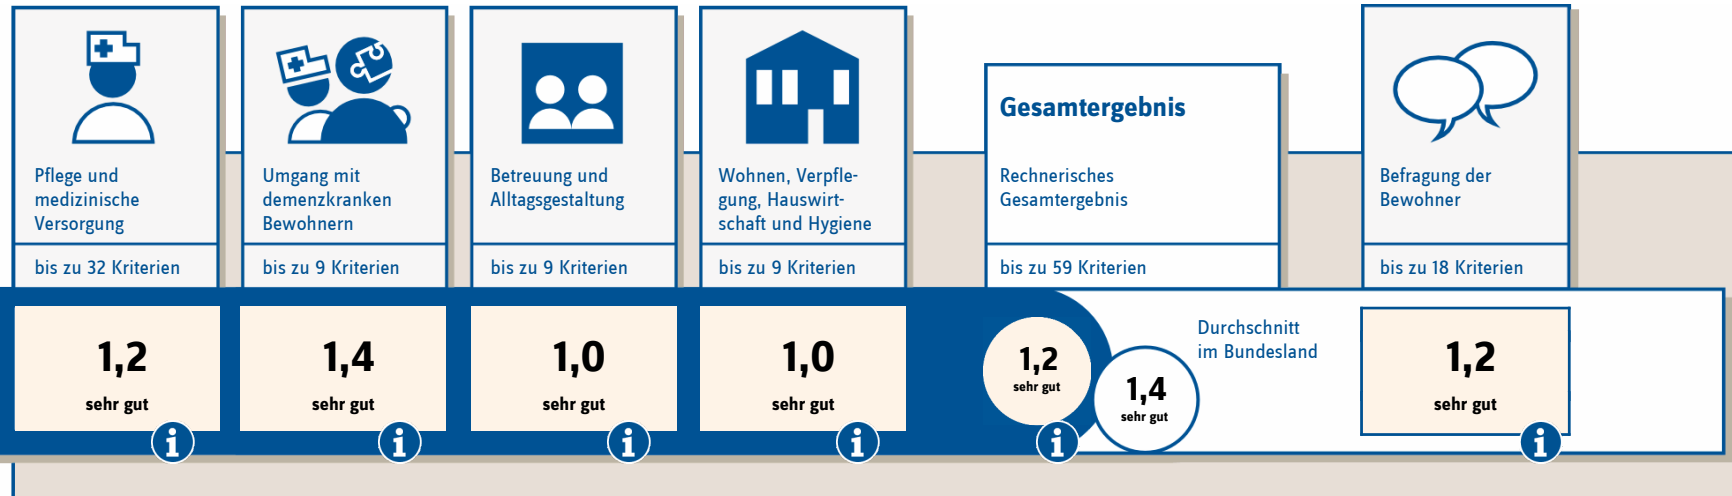 Pflege und
medizinische
Versorgung
bis zu 32 Kriterien
1,2
sehr gut
i
Umgang mit
demenzkranken
Bewohnern
bis zu 9 Kriterien
1,4
sehr gut
i
Betreuung und
Alltagsgestaltung
bis zu 9 Kriterien
1,0
sehr gut
i
Wohnen, Verpfle-
gung, Hauswirt-
schaft und Hygiene
bis zu 9 Kriterien
1,0
sehr gut
i
Gesamtergebnis
Rechnerisches
Gesamtergebnis
bis zu 59 Kriterien
1,2
sehr gut
i
Durchschnitt
im Bundesland
1,4
sehr gut
Befragung der
Bewohner
bis zu 18 Kriterien
1,2
sehr gut
i